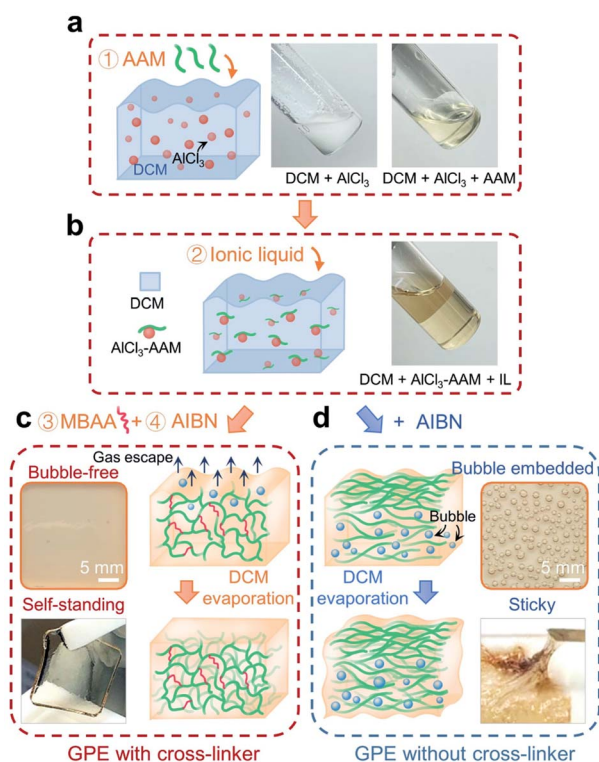 a
① AAM
AlCl₃
DCM
DCM + AlCl₃
DCM + AlCl₃ + AAM
b
② Ionic liquid
DCM
AlCl₃-AAM
DCM + AlCl₃-AAM + IL
c ③ MBAA + ④ AIBN
Gas escape
Bubble-free
5 mm
DCM
evaporation
Self-standing
GPE with cross-linker
d + AIBN
Bubble embedded
Bubble
5 mm
DCM
evaporation
Sticky
GPE without cross-linker